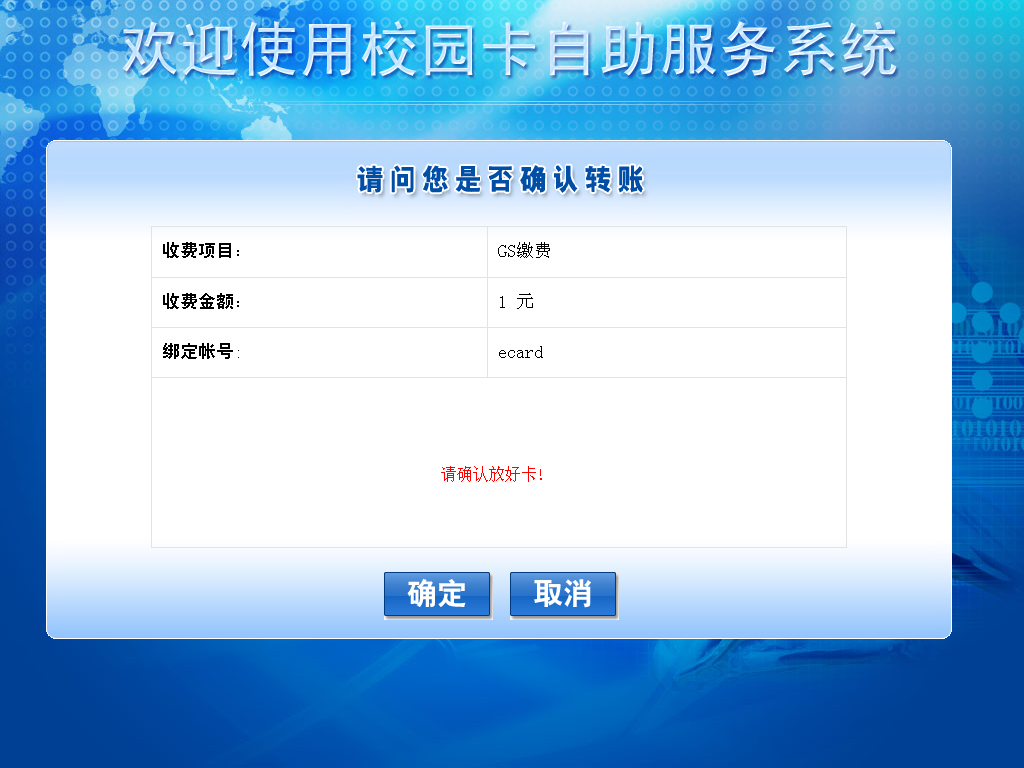 欢迎使用校园卡自助服务系统
请问您是否确认转账
收费项目： GS缴费
收费金额： 1 元
绑定帐号: ecard
请确认放好卡!
确定 取消